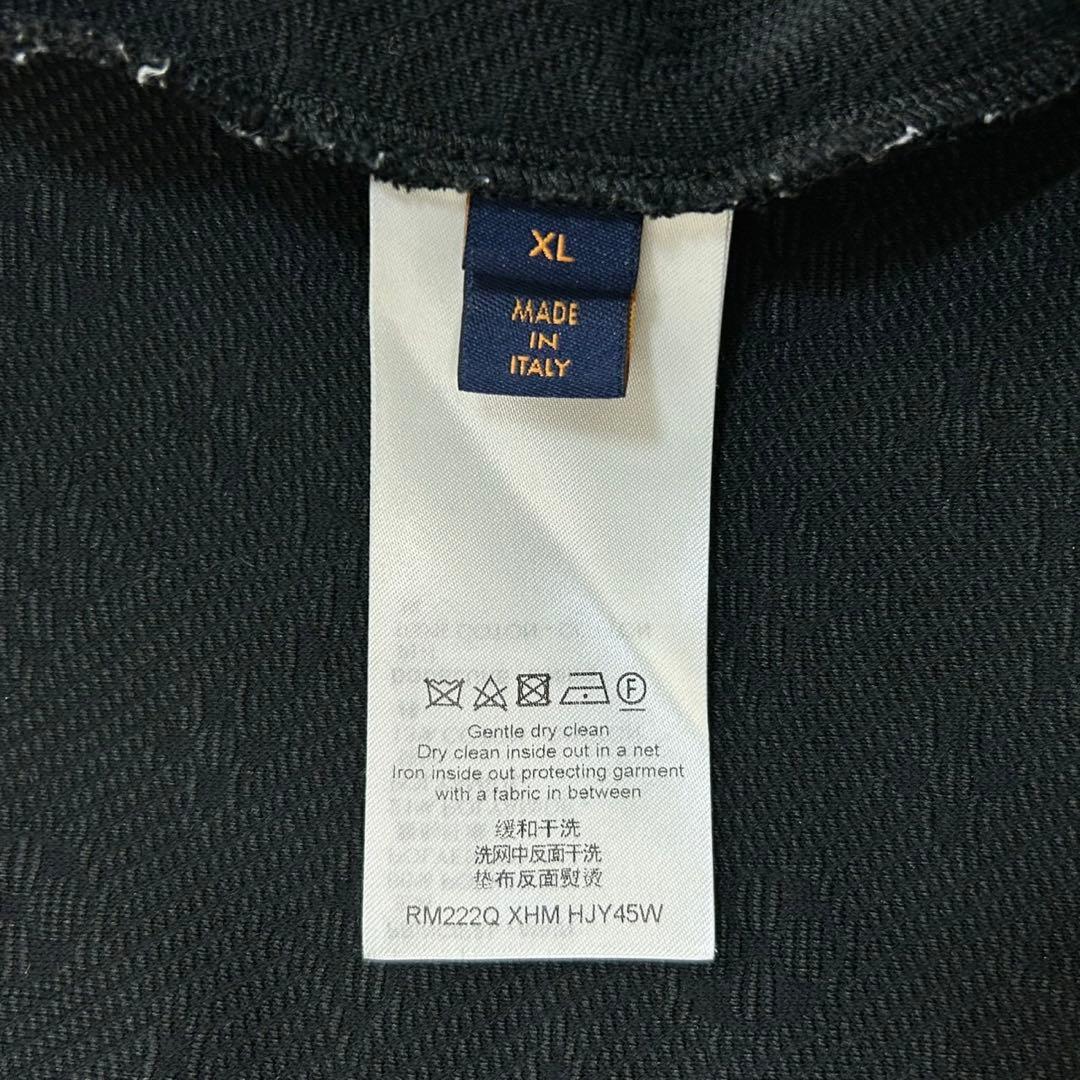 XL
MADE
IN
ITALY
F
Gentle dry clean
Dry clean inside out in a net
Iron inside out protecting garment
with a fabric in between
缓和干洗
洗网中反面干洗
垫布反面熨烫
RM222Q XHM HJY45W